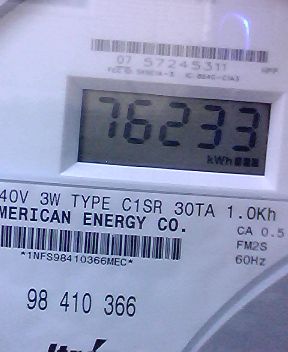 07 57245311
76233
kWh
40V 3W TYPE C1SR 30TA 1.0Kh
MERICAN ENERGY CO.
CA 0.5
FM2S
*1NFS98410366MEC*
60Hz
98 410 366